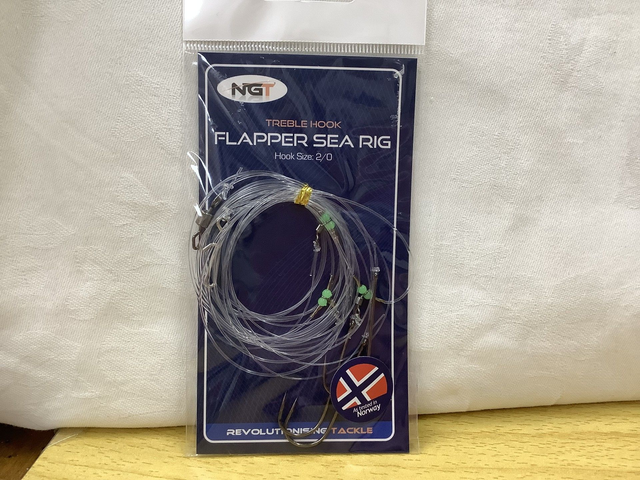 NGT
TREBLE HOOK
FLAPPER SEA RIG
Hook Size: 2/0
As tested in
Norway
REVOLUTIONISING TACKLE